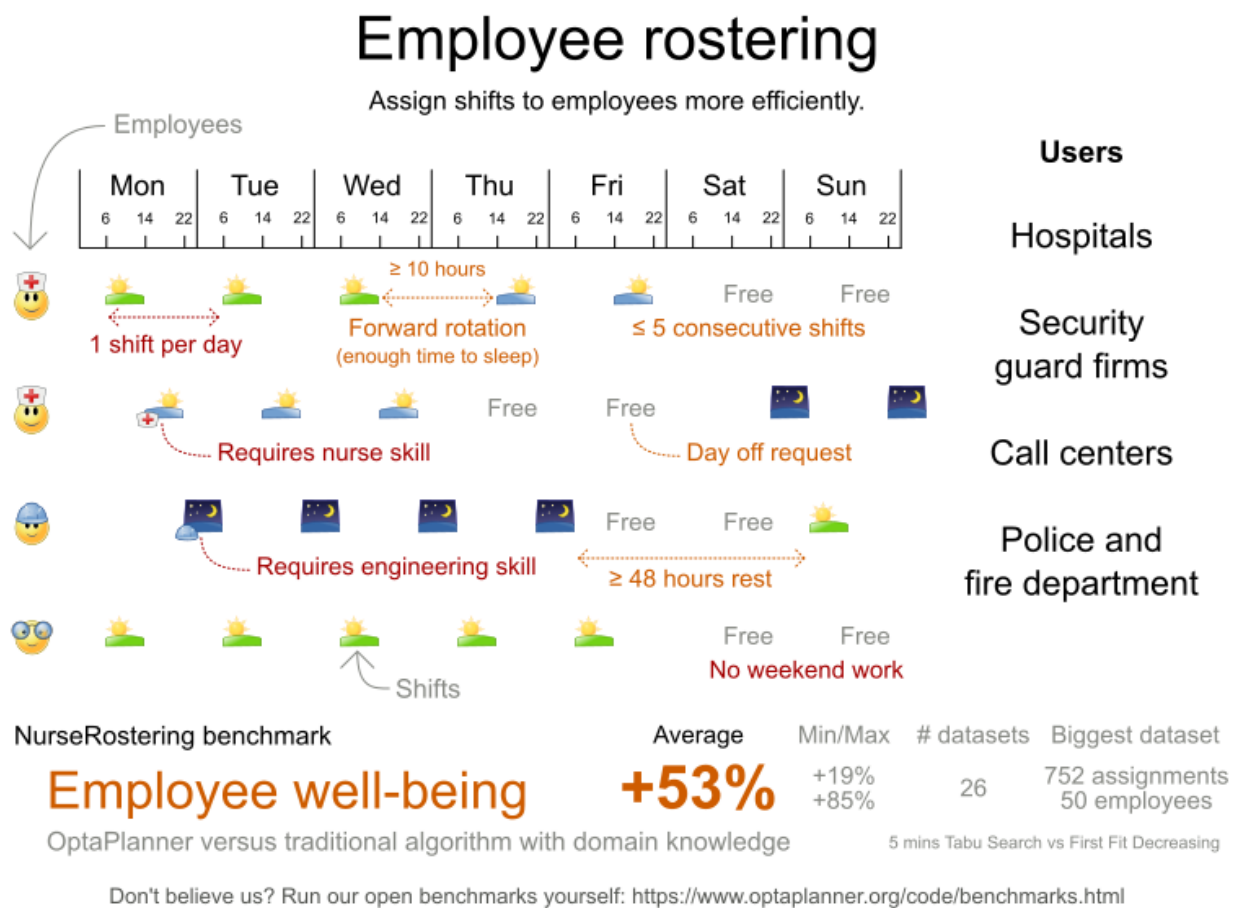 Employee rostering
Assign shifts to employees more efficiently.
Employees
Users
Mon Tue Wed Thu Fri Sat Sun
6 14 22 6 14 22 6 14 22 6 14 22 6 14 22 6 14 22 6 14 22
Hospitals
≥ 10 hours
Free Free
1 shift per day
Forward rotation
(enough time to sleep)
≤ 5 consecutive shifts
Security
guard firms
Free Free
Requires nurse skill
Day off request
Call centers
Free Free
Requires engineering skill
≥ 48 hours rest
Police and
fire department
Free Free
No weekend work
Shifts
NurseRostering benchmark
Average Min/Max # datasets Biggest dataset
Employee well-being
+53%
+19%
+85%
26
752 assignments
50 employees
OptaPlanner versus traditional algorithm with domain knowledge
5 mins Tabu Search vs First Fit Decreasing
Don't believe us? Run our open benchmarks yourself: https://www.optaplanner.org/code/benchmarks.html